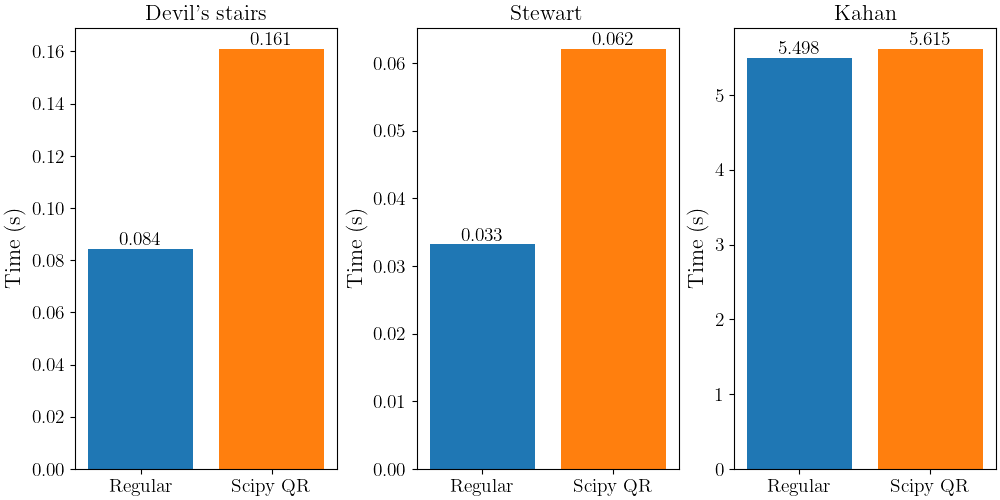 Devil's stairs
Time (s)
0.16
0.14
0.12
0.10
0.08
0.06
0.04
0.02
0.00
0.084
0.161
Regular
Scipy QR
Stewart
Time (s)
0.06
0.05
0.04
0.03
0.02
0.01
0.00
0.033
0.062
Regular
Scipy QR
Kahan
Time (s)
5
4
3
2
1
0
5.498
5.615
Regular
Scipy QR